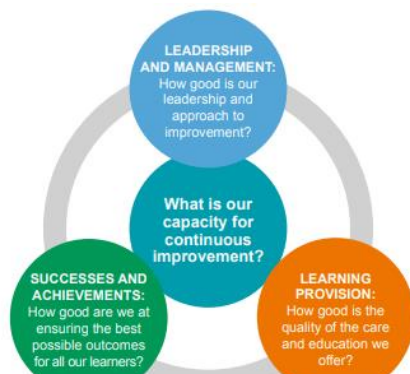 LEADERSHIP
AND MANAGEMENT:
How good is our
leadership and
approach to
improvement?
What is our
capacity for
continuous
improvement?
SUCCESSES AND
ACHIEVEMENTS:
How good are we at
ensuring the best
possible outcomes
for all our learners?
LEARNING
PROVISION:
How good is the
quality of the care
and education we
offer?